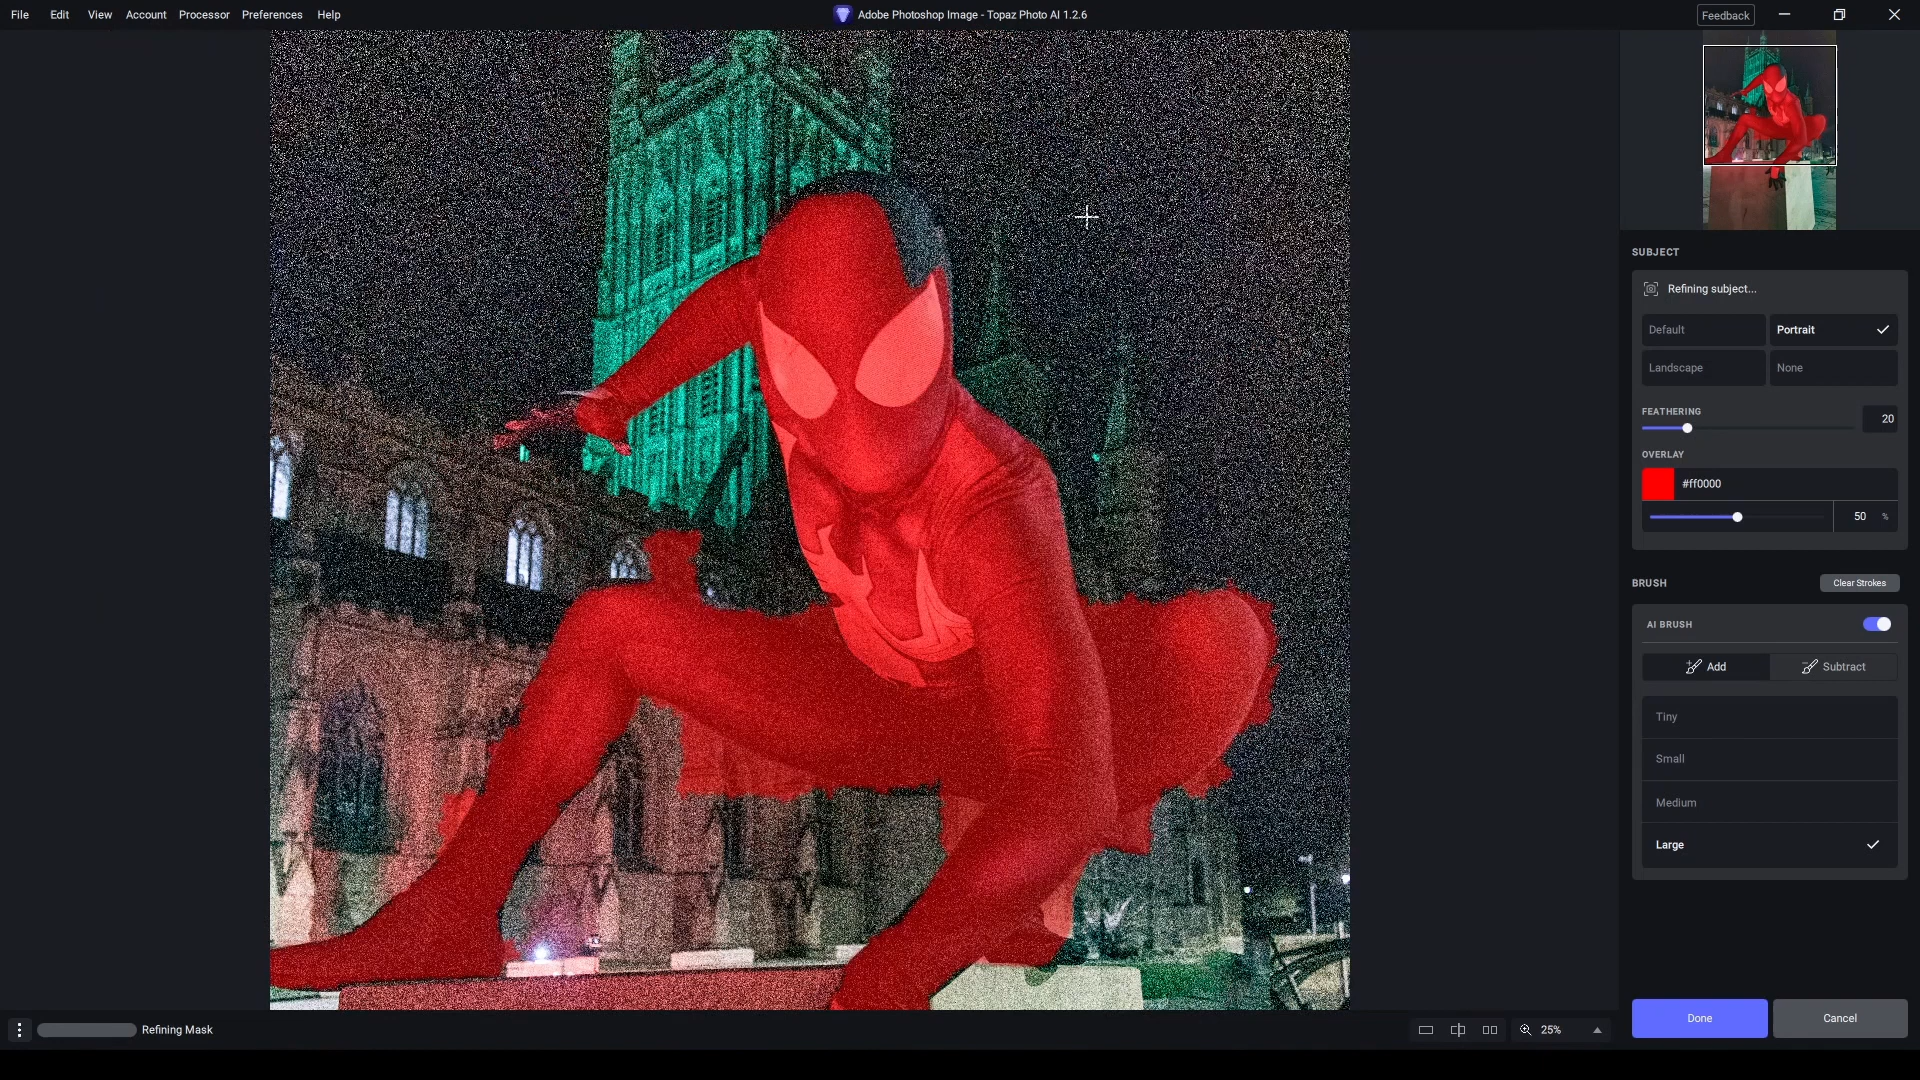 File Edit View Account Processor Preferences Help
Adobe Photoshop Image - Topaz Photo AI 1.2.6
Feedback
SUBJECT
Refining subject...
Default Portrait
Landscape None
FEATHERING
20
OVERLAY
#ff0000
50 %
BRUSH Clear Strokes
AI BRUSH
Add Subtract
Tiny
Small
Medium
Large
Done Cancel
Refining Mask
25%